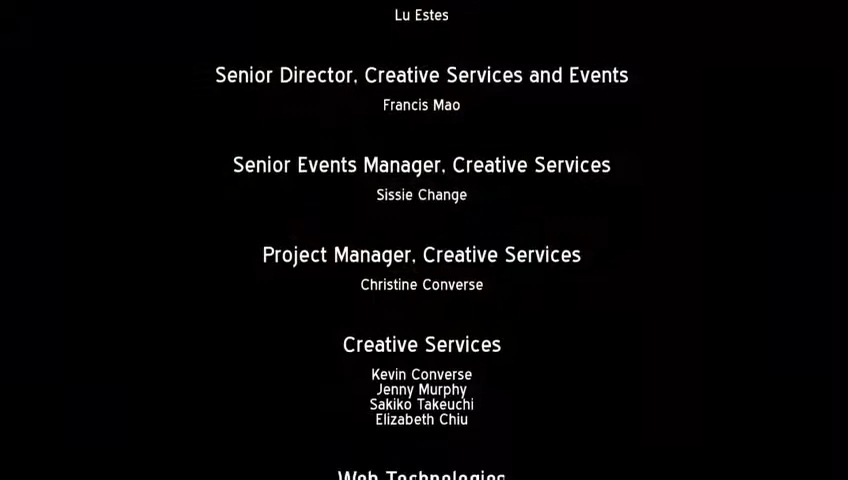 Lu Estes
Senior Director, Creative Services and Events
Francis Mao
Senior Events Manager, Creative Services
Sissie Change
Project Manager, Creative Services
Christine Converse
Creative Services
Kevin Converse
Jenny Murphy
Sakiko Takeuchi
Elizabeth Chiu
Web Technologies